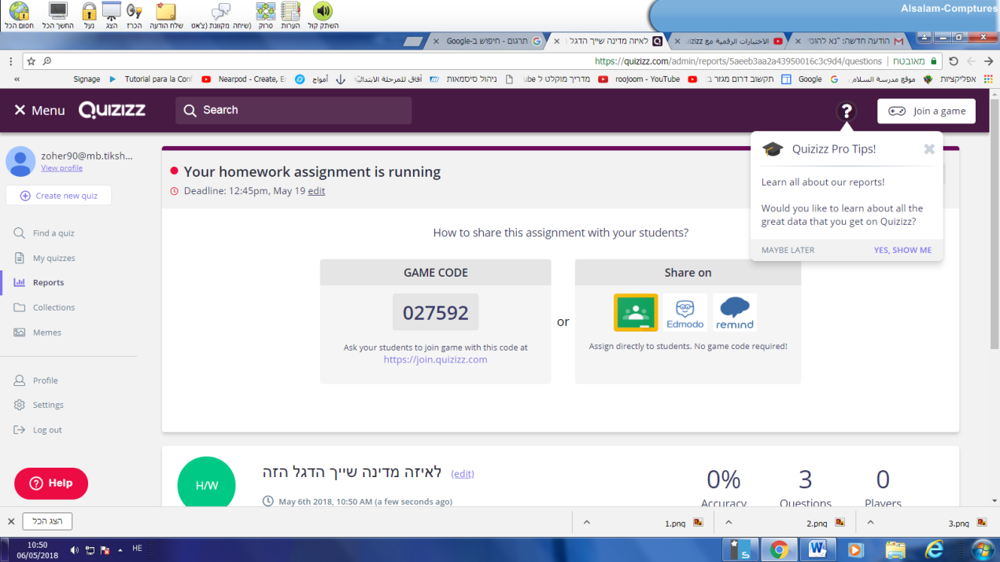 Alsalam-Comptures
חסום הכל
החשך הכל
נעל
הצג
הכרז
שלח הודעה
שיחה מקוונת (צ'אט)
סרוק
הערות
השתק קול
תרגום - חיפוש ב-Google
לאיזה מדינה שייך הדגל
الاختبارات الرقمية مع
הודעה חדשה: "נא להוסי
https://quizizz.com/admin/reports/5aeeb3aa2a43950016c3c9d4/questions
מאובטח
«
Signage
Tutorial para la Conf
Nearpod - Create, E
أمواج
آفاق للمرحلة الابتدائيّة
ניהול סיסמאות
מדריך מוקלט ל
roojoom - YouTube
תקשוב דרום מגזר ב
Google
موقع مدرسة السلام
אפליקציות
Menu
QUIZIZZ
Search
?
Join a game
zoher90@mb.tiksh...
View profile
Create new quiz
Find a quiz
My quizzes
Reports
Collections
Memes
Profile
Settings
Log out
Help
Your homework assignment is running
Deadline: 12:45pm, May 19 edit
Quizizz Pro Tips!
Learn all about our reports!
Would you like to learn about all the
great data that you get on Quizizz?
MAYBE LATER
YES, SHOW ME
How to share this assignment with your students?
GAME CODE
027592
Ask your students to join game with this code at
https://join.quizizz.com
or
Share on
Edmodo
remind
Assign directly to students. No game code required!
H/W
לאיזה מדינה שייך הדגל הזה (edit)
May 6th 2018, 10:50 AM (a few seconds ago)
0%
Accuracy
3
Questions
0
Players
הצג הכל
1.png
2.png
3.png
10:50
06/05/2018
HE